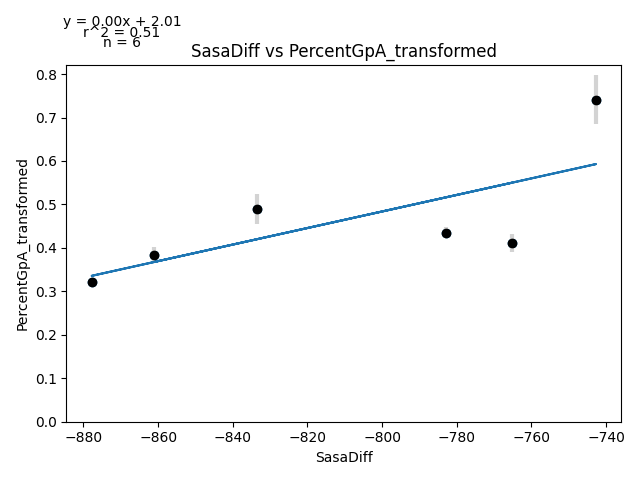 y = 0.00x + 2.01
r^2 = 0.51
n = 6
SasaDiff vs PercentGpA_transformed
PercentGpA_transformed
0.8
0.7
0.6
0.5
0.4
0.3
0.2
0.1
0.0
−880 −860 −840 −820 −800 −780 −760 −740
SasaDiff